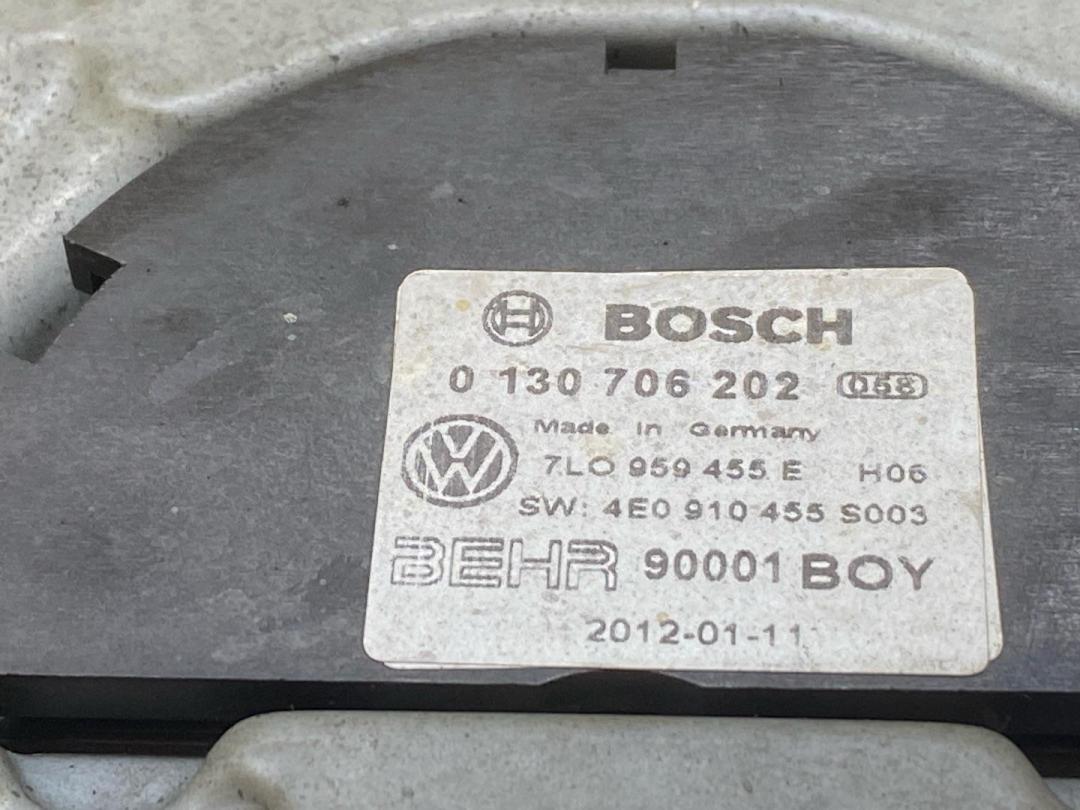 BOSCH
0 130 706 202 058
Made in Germany
7L0 959 455 E H06
SW: 4E0 910 455 S003
BEHR 90001 BOY
2012-01-11